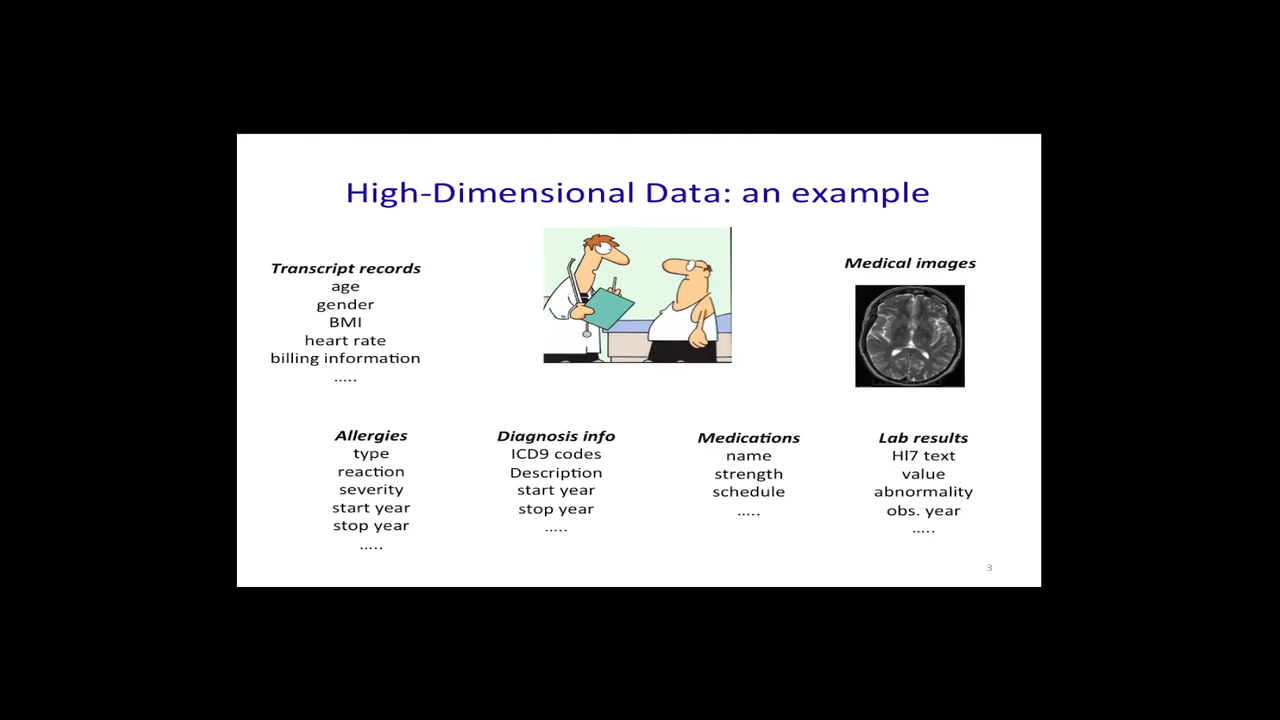 High-Dimensional Data: an example
Transcript records
age
gender
BMI
heart rate
billing information
.....
Medical images
Allergies
type
reaction
severity
start year
stop year
.....
Diagnosis info
ICD9 codes
Description
start year
stop year
.....
Medications
name
strength
schedule
.....
Lab results
Hl7 text
value
abnormality
obs. year
.....
3